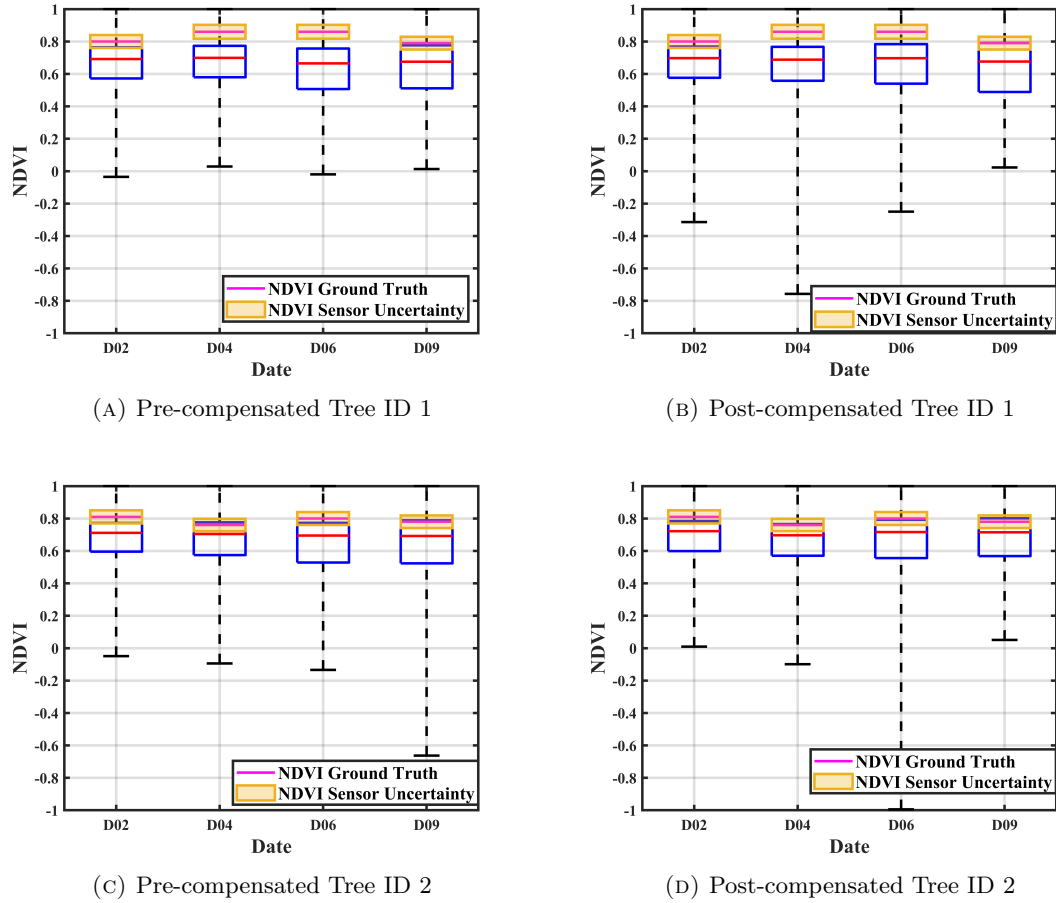 1
0.8
0.6
0.4
0.2
0
-0.2
-0.4
-0.6
-0.8
-1
NDVI
D02 D04 D06 D09
Date
NDVI Ground Truth
NDVI Sensor Uncertainty
(A) Pre-compensated Tree ID 1
1
0.8
0.6
0.4
0.2
0
-0.2
-0.4
-0.6
-0.8
-1
NDVI
D02 D04 D06 D09
Date
NDVI Ground Truth
NDVI Sensor Uncertainty
(B) Post-compensated Tree ID 1
1
0.8
0.6
0.4
0.2
0
-0.2
-0.4
-0.6
-0.8
-1
NDVI
D02 D04 D06 D09
Date
NDVI Ground Truth
NDVI Sensor Uncertainty
(C) Pre-compensated Tree ID 2
1
0.8
0.6
0.4
0.2
0
-0.2
-0.4
-0.6
-0.8
-1
NDVI
D02 D04 D06 D09
Date
NDVI Ground Truth
NDVI Sensor Uncertainty
(D) Post-compensated Tree ID 2